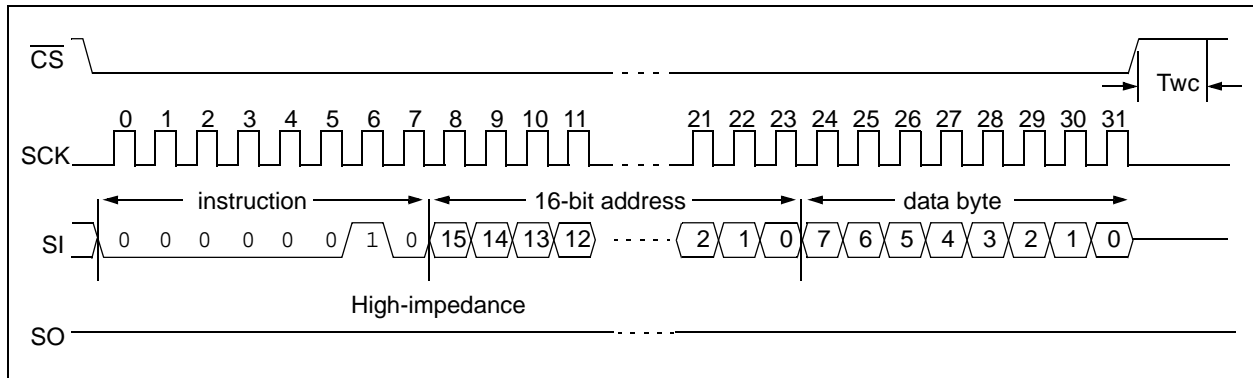 CS
Twc
0 1 2 3 4 5 6 7 8 9 10 11 21 22 23 24 25 26 27 28 29 30 31
SCK
instruction 16-bit address data byte
SI 0 0 0 0 0 0 1 0 15 14 13 12 2 1 0 7 6 5 4 3 2 1 0
High-impedance
SO